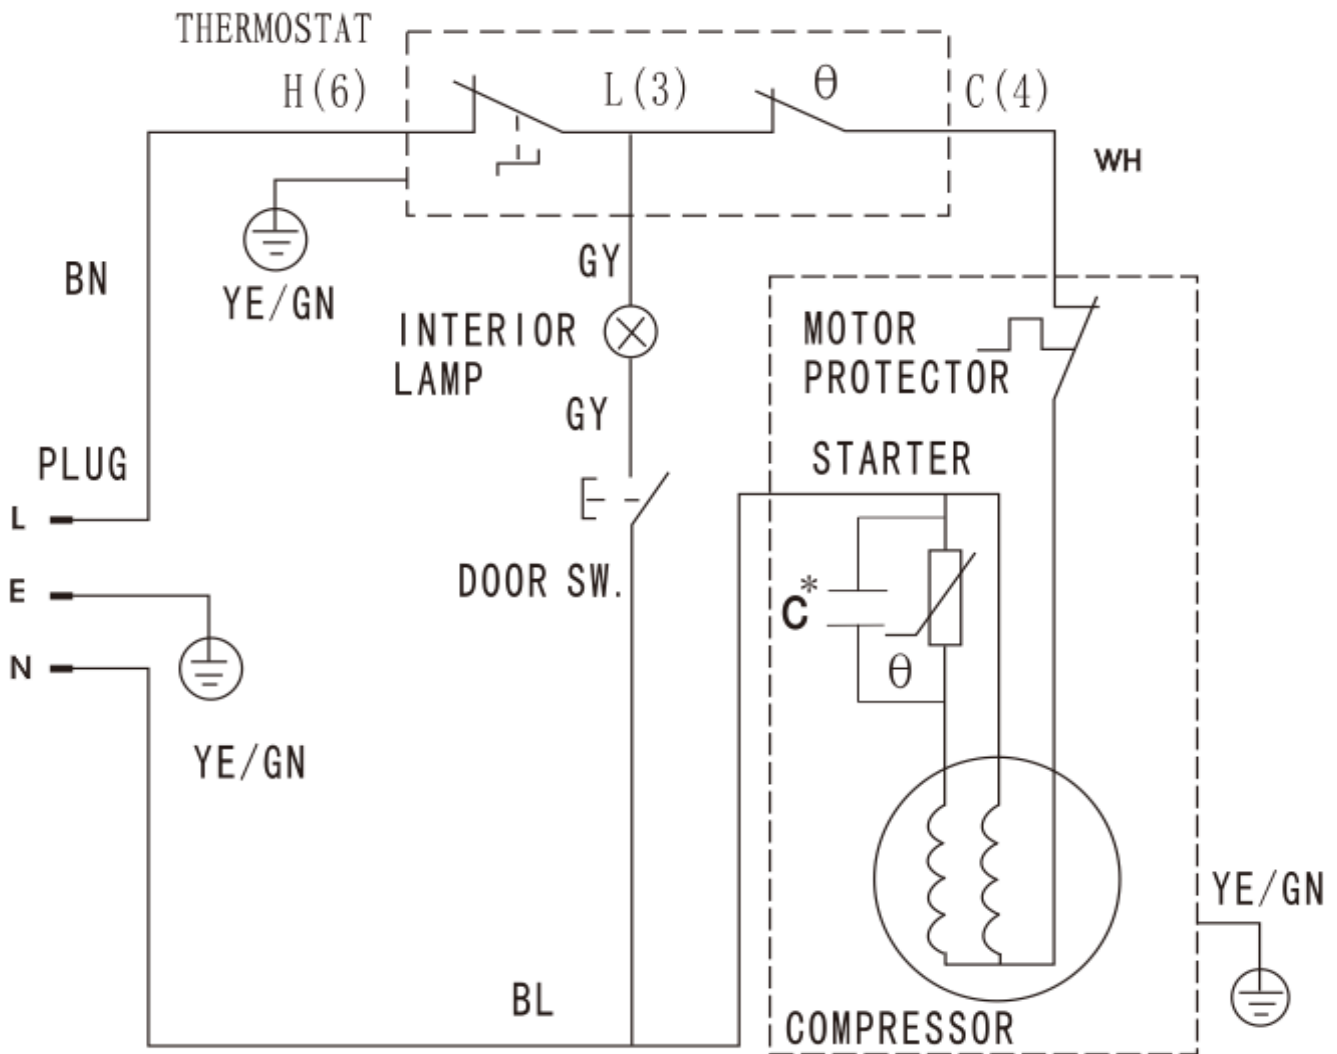 THERMOSTAT
H(6)
L(3)
θ
C(4)
WH
BN
YE/GN
GY
INTERIOR
LAMP
GY
MOTOR
PROTECTOR
PLUG
L
E
N
YE/GN
DOOR SW.
STARTER
C*
θ
YE/GN
BL
COMPRESSOR